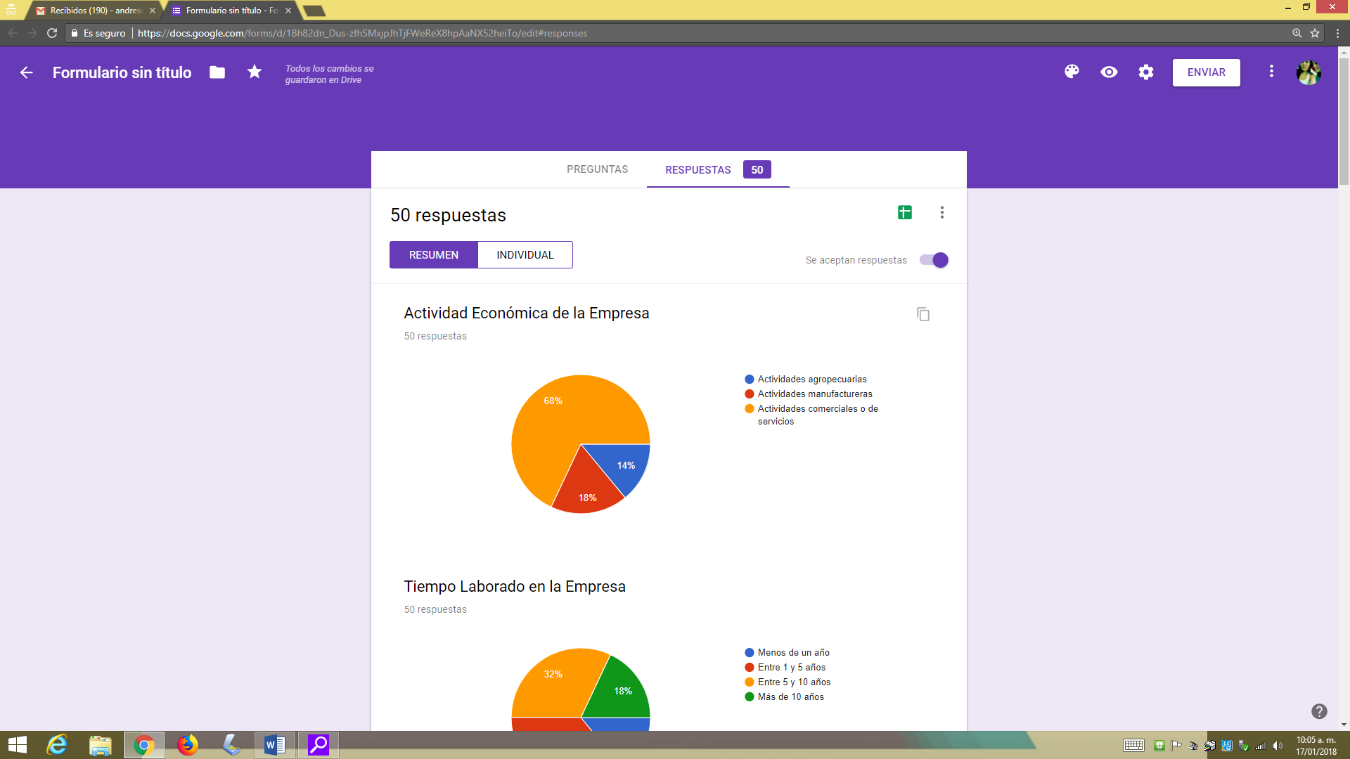 Recibidos (190) - andres
Formulario sin título - Fo
Es seguro
https://docs.google.com/forms/d/1Bh82dn_Dus-zfhSMxjpJhTjFWeReX8hpAaNX52heiTo/edit#responses
Formulario sin título
Todos los cambios se
guardaron en Drive
ENVIAR
PREGUNTAS
RESPUESTAS 50
50 respuestas
RESUMEN
INDIVIDUAL
Se aceptan respuestas
Actividad Económica de la Empresa
50 respuestas
68%
14%
18%
Actividades agropecuarias
Actividades manufactureras
Actividades comerciales o de
servicios
Tiempo Laborado en la Empresa
50 respuestas
32%
18%
Menos de un año
Entre 1 y 5 años
Entre 5 y 10 años
Más de 10 años
10:05 a. m.
17/01/2018